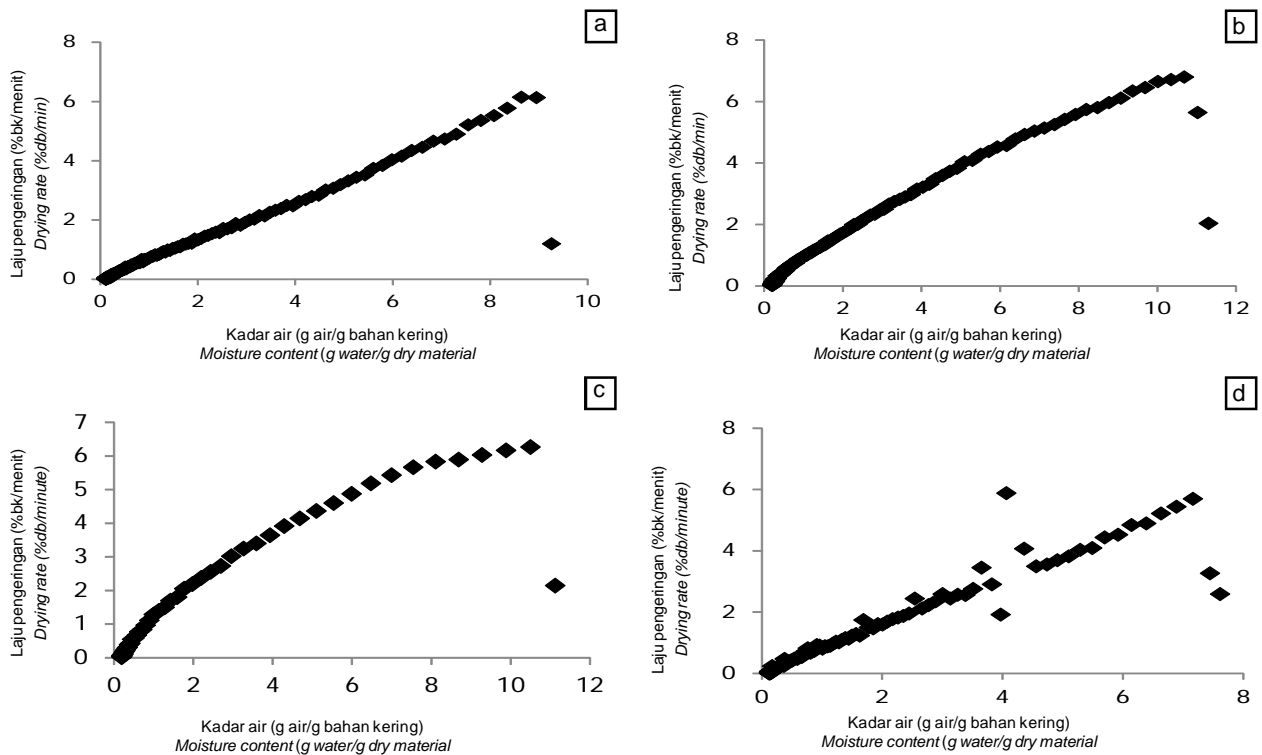 a
8
6
4
2
0
0 2 4 6 8 10
Laju pengeringan (%bk/menit)
Drying rate (%db/min)
Kadar air (g air/g bahan kering)
Moisture content (g water/g dry material
b
8
6
4
2
0
0 2 4 6 8 10 12
Laju pengeringan (%bk/menit)
Drying rate (%db/min)
Kadar air (g air/g bahan kering)
Moisture content (g water/g dry material
c
7
6
5
4
3
2
1
0
0 2 4 6 8 10 12
Laju pengeringan (%bk/menit)
Drying rate (%db/minute)
Kadar air (g air/g bahan kering)
Moisture content (g water/g dry material
d
8
6
4
2
0
0 2 4 6 8
Laju pengeringan (%bk/menit)
Drying rate (%db/minute)
Kadar air (g air/g bahan kering)
Moisture content (g water/g dry material